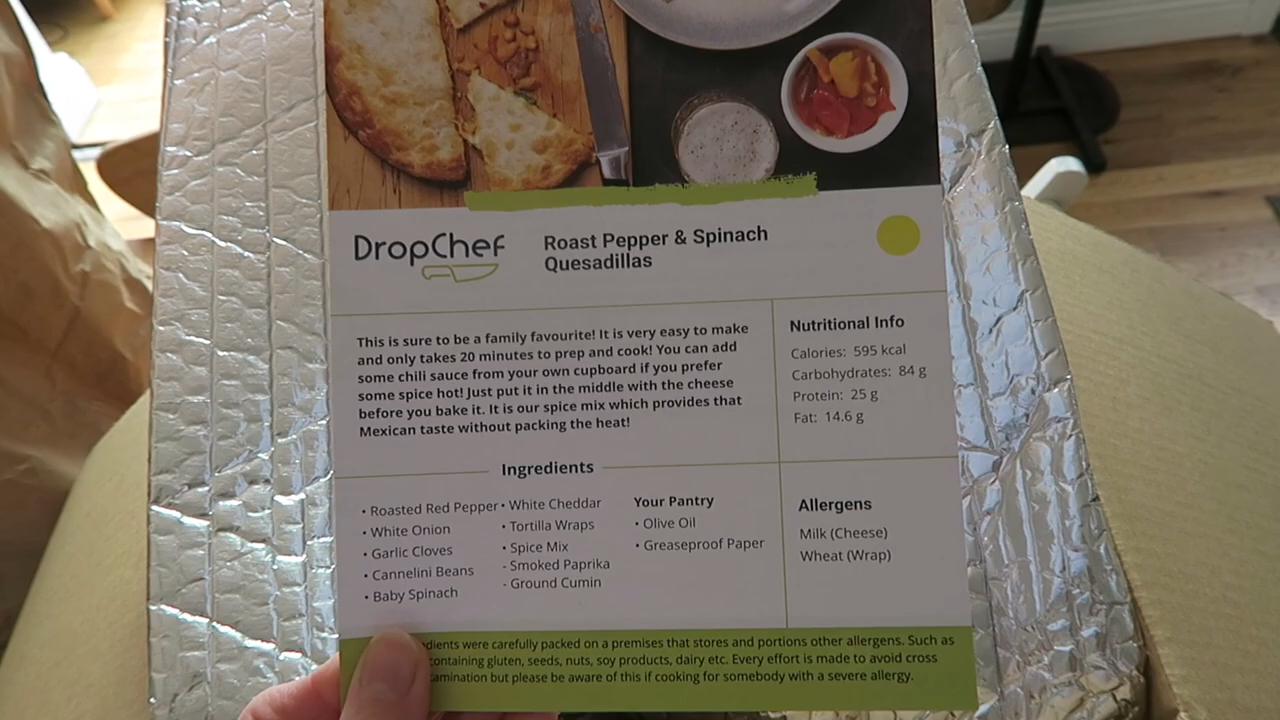 DropChef
Roast Pepper & Spinach
Quesadillas
This is sure to be a family favourite! It is very easy to make
and only takes 20 minutes to prep and cook! You can add
some chili sauce from your own cupboard if you prefer
some spice hot! Just put it in the middle with the cheese
before you bake it. It is our spice mix which provides that
Mexican taste without packing the heat!
Nutritional Info
Calories: 595 kcal
Carbohydrates: 84 g
Protein: 25 g
Fat: 14.6 g
Ingredients
• Roasted Red Pepper
• White Onion
• Garlic Cloves
• Cannelini Beans
• Baby Spinach
• White Cheddar
• Tortilla Wraps
• Spice Mix
- Smoked Paprika
- Ground Cumin
Your Pantry
• Olive Oil
• Greaseproof Paper
Allergens
Milk (Cheese)
Wheat (Wrap)
were carefully packed on a premises that stores and portions other allergens. Such as
containing gluten, seeds, nuts, soy products, dairy etc. Every effort is made to avoid cross
but please be aware of this if cooking for somebody with a severe allergy.